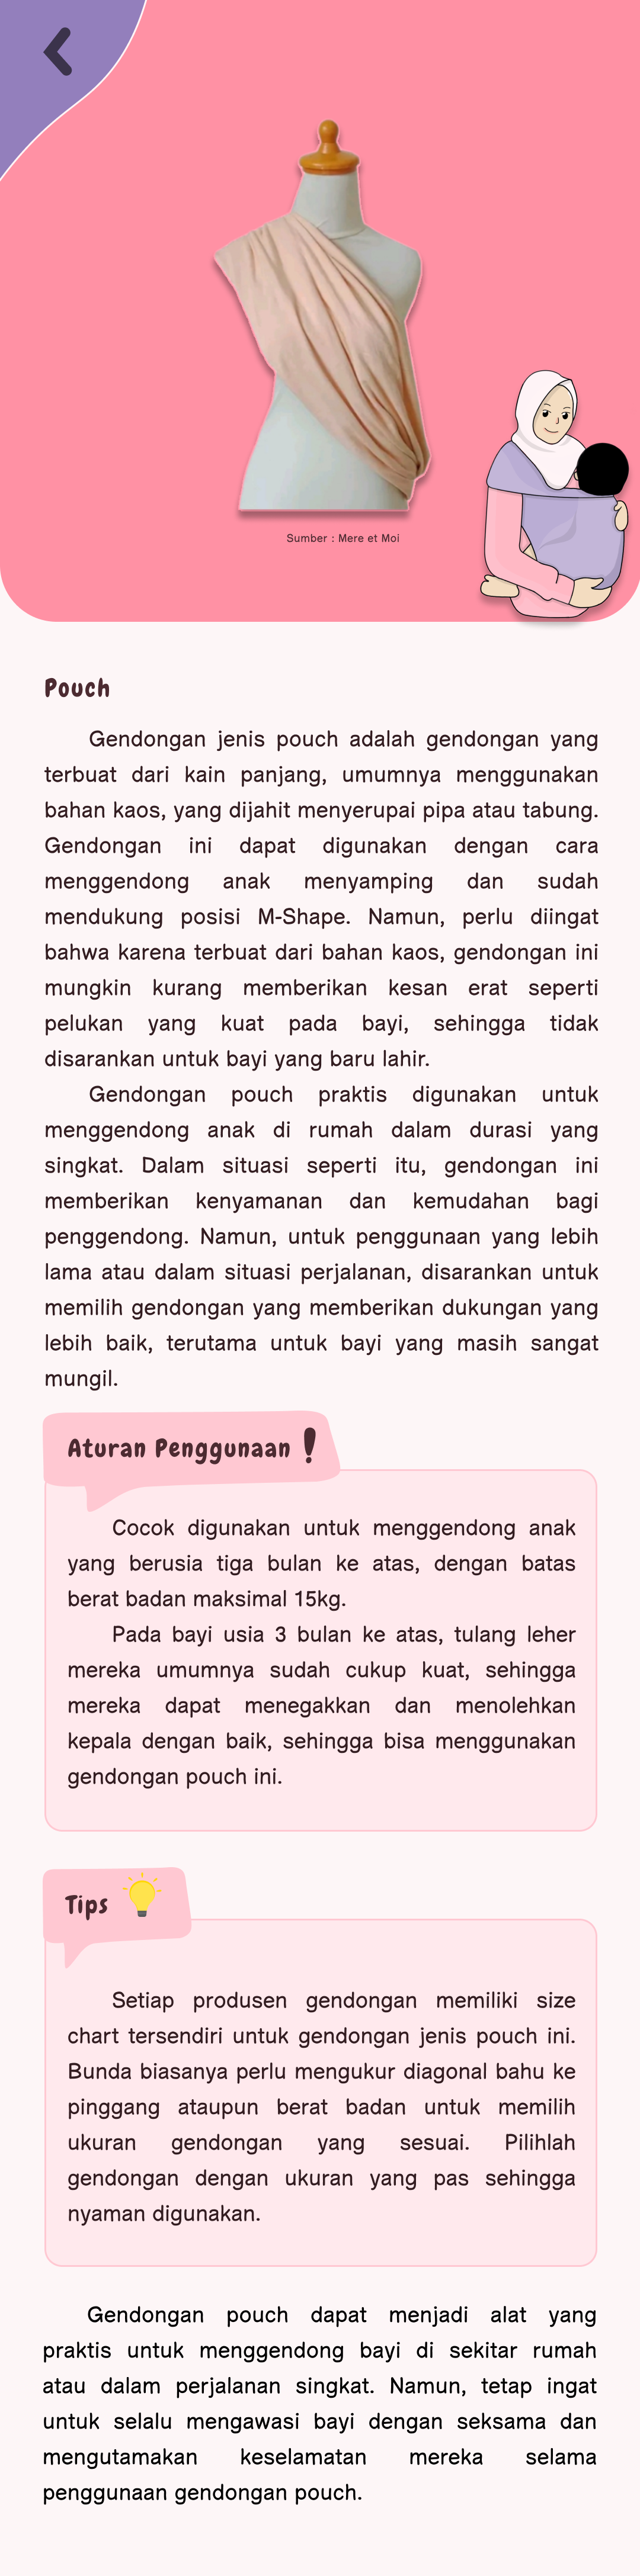 Sumber : Mere et Moi
Pouch
Gendongan jenis pouch adalah gendongan yang
terbuat dari kain panjang, umumnya menggunakan
bahan kaos, yang dijahit menyerupai pipa atau tabung.
Gendongan ini dapat digunakan dengan cara
menggendong anak menyamping dan sudah
mendukung posisi M-Shape. Namun, perlu diingat
bahwa karena terbuat dari bahan kaos, gendongan ini
mungkin kurang memberikan kesan erat seperti
pelukan yang kuat pada bayi, sehingga tidak
disarankan untuk bayi yang baru lahir.
Gendongan pouch praktis digunakan untuk
menggendong anak di rumah dalam durasi yang
singkat. Dalam situasi seperti itu, gendongan ini
memberikan kenyamanan dan kemudahan bagi
penggendong. Namun, untuk penggunaan yang lebih
lama atau dalam situasi perjalanan, disarankan untuk
memilih gendongan yang memberikan dukungan yang
lebih baik, terutama untuk bayi yang masih sangat
mungil.
Aturan Penggunaan !
Cocok digunakan untuk menggendong anak
yang berusia tiga bulan ke atas, dengan batas
berat badan maksimal 15kg.
Pada bayi usia 3 bulan ke atas, tulang leher
mereka umumnya sudah cukup kuat, sehingga
mereka dapat menegakkan dan menolehkan
kepala dengan baik, sehingga bisa menggunakan
gendongan pouch ini.
Tips
Setiap produsen gendongan memiliki size
chart tersendiri untuk gendongan jenis pouch ini.
Bunda biasanya perlu mengukur diagonal bahu ke
pinggang ataupun berat badan untuk memilih
ukuran gendongan yang sesuai. Pilihlah
gendongan dengan ukuran yang pas sehingga
nyaman digunakan.
Gendongan pouch dapat menjadi alat yang
praktis untuk menggendong bayi di sekitar rumah
atau dalam perjalanan singkat. Namun, tetap ingat
untuk selalu mengawasi bayi dengan seksama dan
mengutamakan keselamatan mereka selama
penggunaan gendongan pouch.